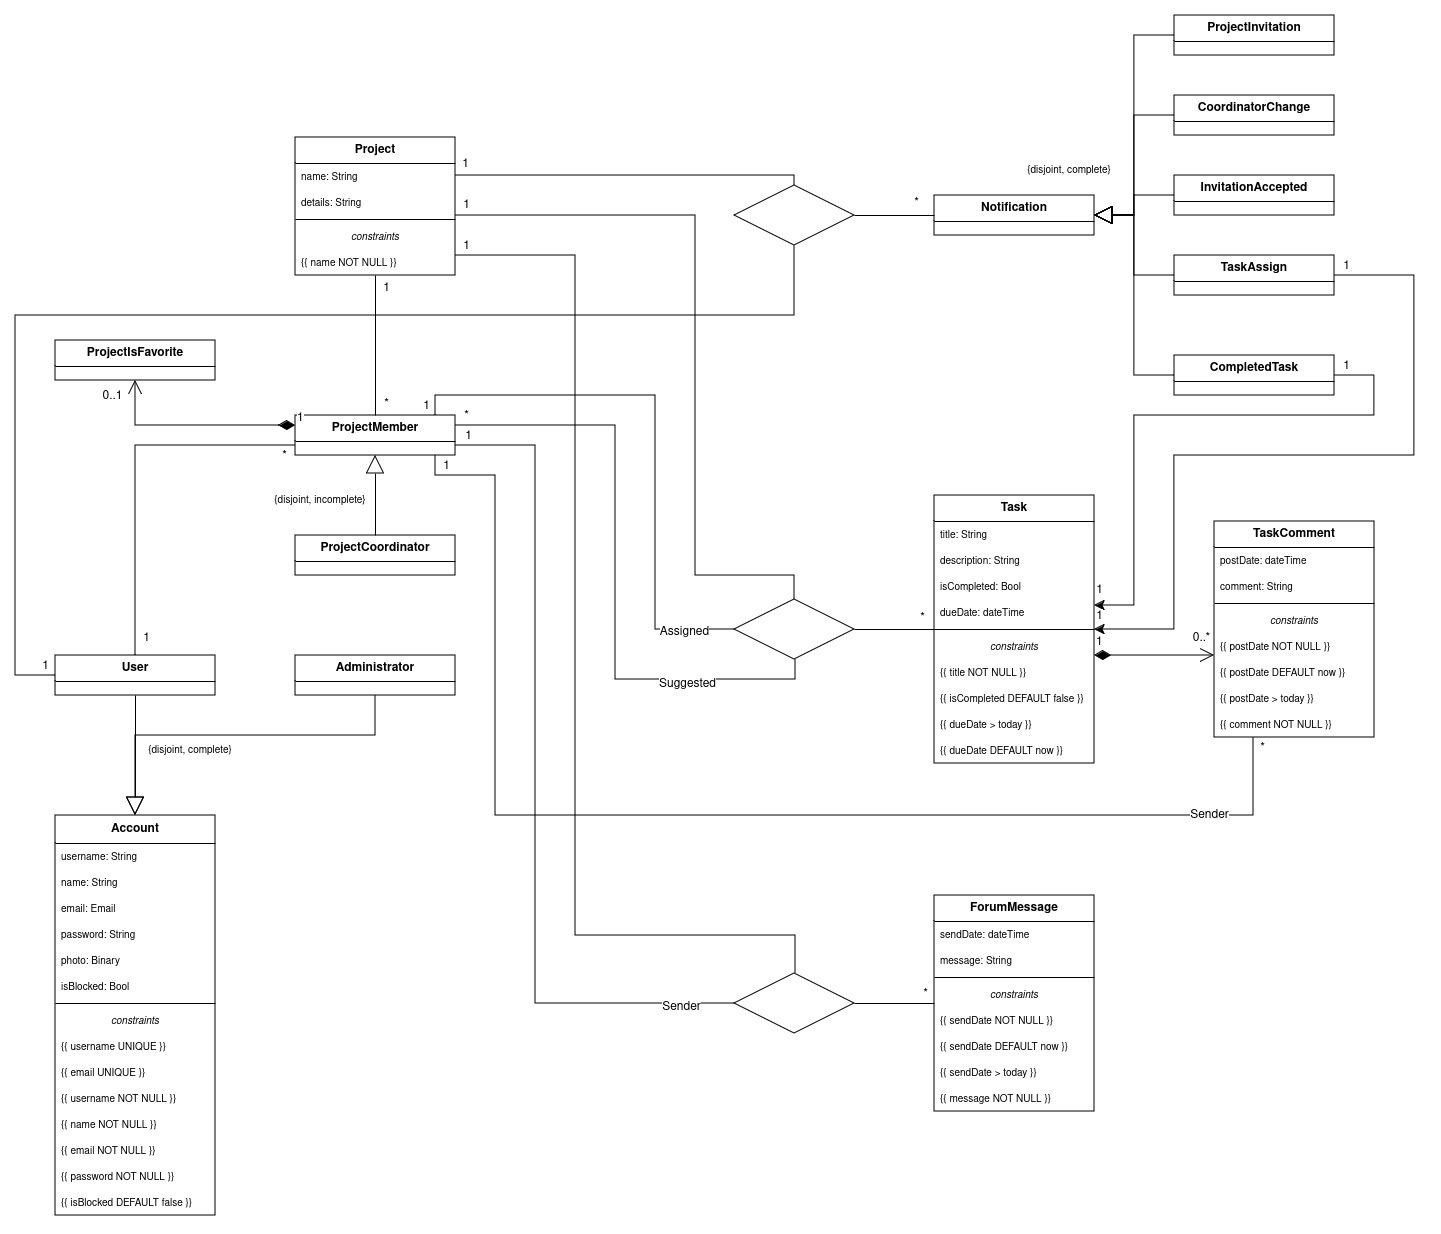 ProjectInvitation
CoordinatorChange
InvitationAccepted
TaskAssign
CompletedTask
{disjoint, complete}
Notification
*
1
1
Project
name: String
details: String
constraints
{{ name NOT NULL }}
1
1
1
1
*
ProjectIsFavorite
0..1
1
ProjectMember
*
1
*
1
1
{disjoint, incomplete}
ProjectCoordinator
Assigned
Suggested
*
Task
title: String
description: String
isCompleted: Bool
dueDate: dateTime
constraints
{{ title NOT NULL }}
{{ isCompleted DEFAULT false }}
{{ dueDate > today }}
{{ dueDate DEFAULT now }}
1
1
1
0..*
TaskComment
postDate: dateTime
comment: String
constraints
{{ postDate NOT NULL }}
{{ postDate DEFAULT now }}
{{ postDate > today }}
{{ comment NOT NULL }}
*
Sender
1
1
User
Administrator
{disjoint, complete}
Account
username: String
name: String
email: Email
password: String
photo: Binary
isBlocked: Bool
constraints
{{ username UNIQUE }}
{{ email UNIQUE }}
{{ username NOT NULL }}
{{ name NOT NULL }}
{{ email NOT NULL }}
{{ password NOT NULL }}
{{ isBlocked DEFAULT false }}
Sender
*
ForumMessage
sendDate: dateTime
message: String
constraints
{{ sendDate NOT NULL }}
{{ sendDate DEFAULT now }}
{{ sendDate > today }}
{{ message NOT NULL }}